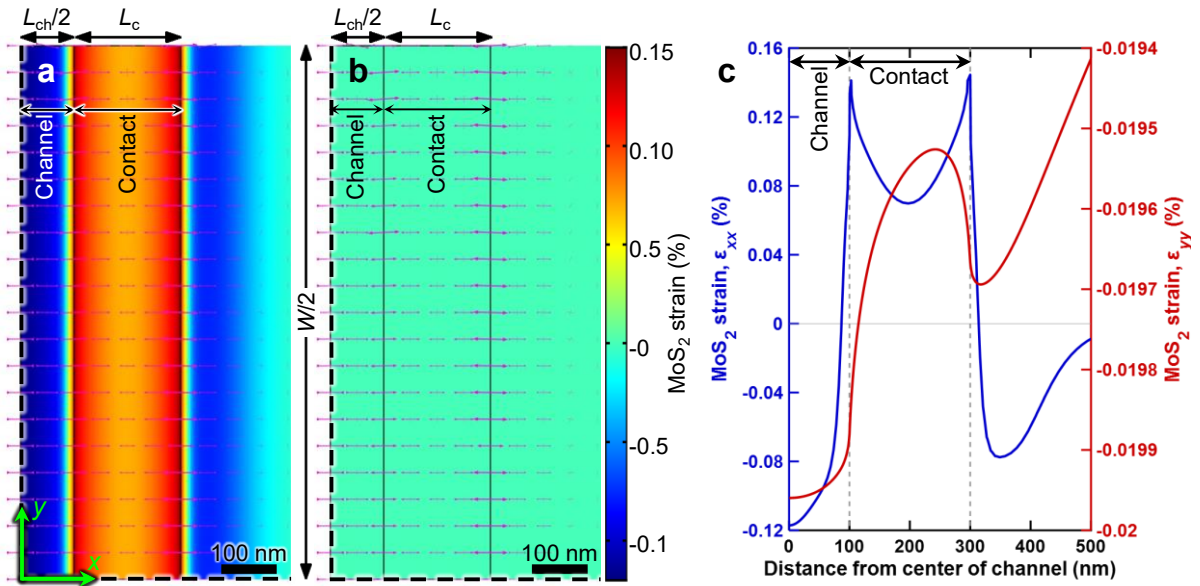 L_ch/2
L_c
a
Channel
Contact
y
x
100 nm
L_ch/2
L_c
b
Channel
Contact
W/2
100 nm
0.15
0.10
0.5
-0
-0.5
-0.1
MoS₂ strain (%)
c
Channel
Contact
0.16
0.12
0.08
0.04
0
-0.04
-0.08
-0.12
MoS₂ strain, ε_xx (%)
-0.0194
-0.0195
-0.0196
-0.0197
-0.0198
-0.0199
-0.02
MoS₂ strain, ε_yy (%)
0 100 200 300 400 500
Distance from center of channel (nm)